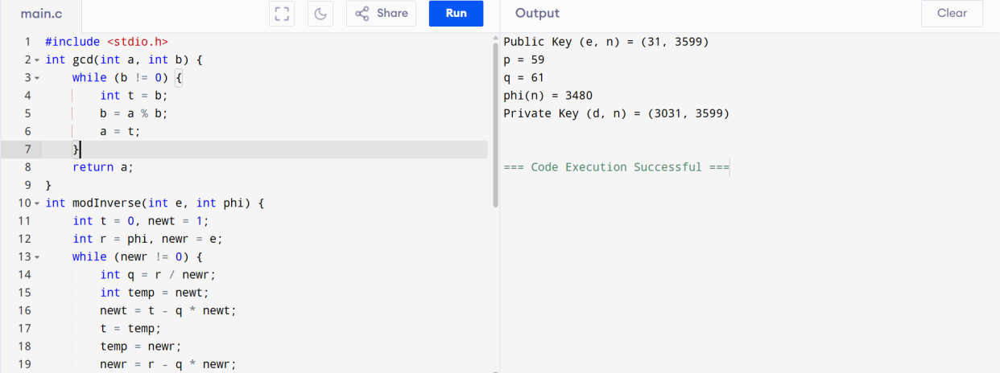 main.c
Share
Run
Output
Clear
1 #include <stdio.h>
2 int gcd(int a, int b) {
3     while (b != 0) {
4         int t = b;
5         b = a % b;
6         a = t;
7     }
8     return a;
9 }
10 int modInverse(int e, int phi) {
11     int t = 0, newt = 1;
12     int r = phi, newr = e;
13     while (newr != 0) {
14         int q = r / newr;
15         int temp = newt;
16         newt = t - q * newt;
17         t = temp;
18         temp = newr;
19         newr = r - q * newr;
Public Key (e, n) = (31, 3599)
p = 59
q = 61
phi(n) = 3480
Private Key (d, n) = (3031, 3599)
=== Code Execution Successful ===